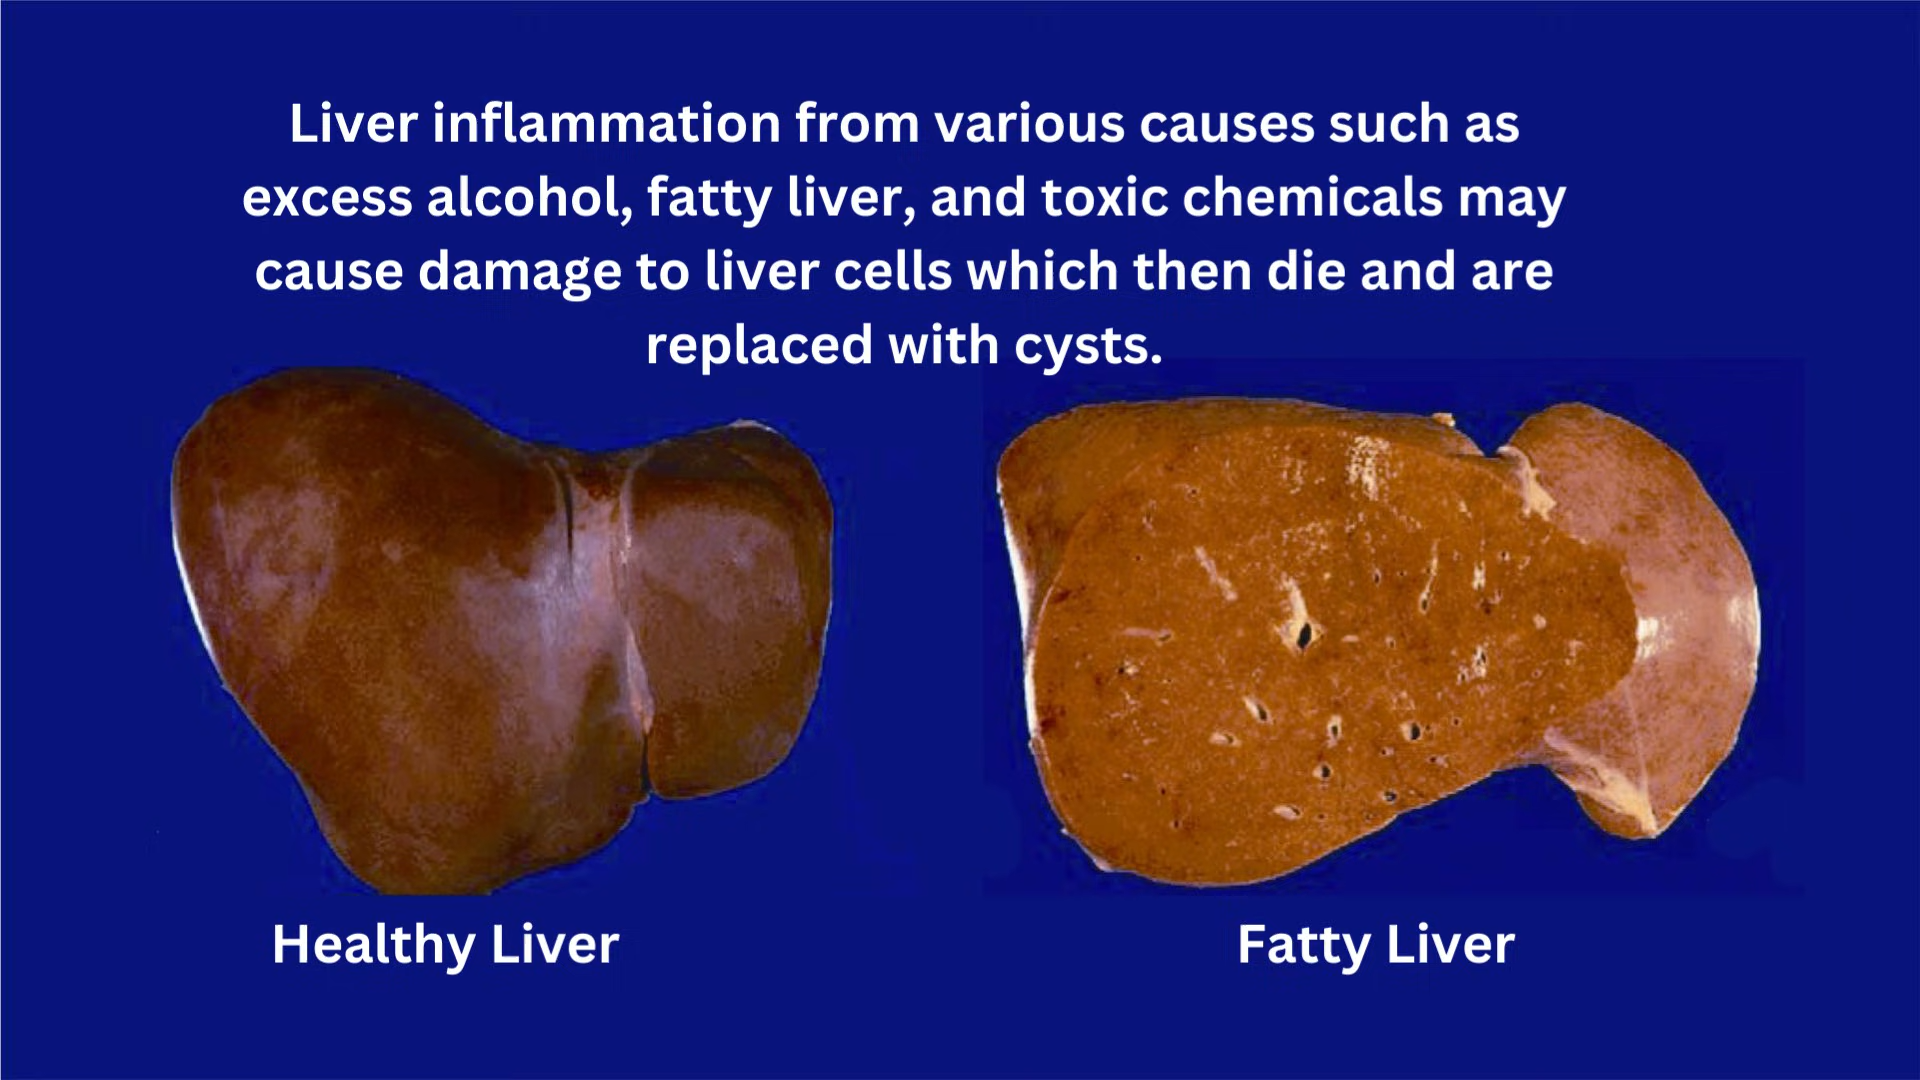 Liver inflammation from various causes such as
excess alcohol, fatty liver, and toxic chemicals may
cause damage to liver cells which then die and are
replaced with cysts.
Healthy Liver
Fatty Liver